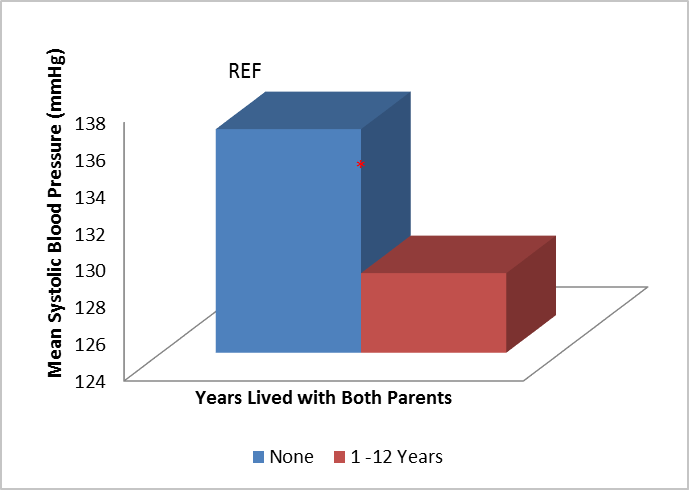 REF
Mean Systolic Blood Pressure (mmHg)
138
136
134
132
130
128
126
124
*
Years Lived with Both Parents
None
1 -12 Years